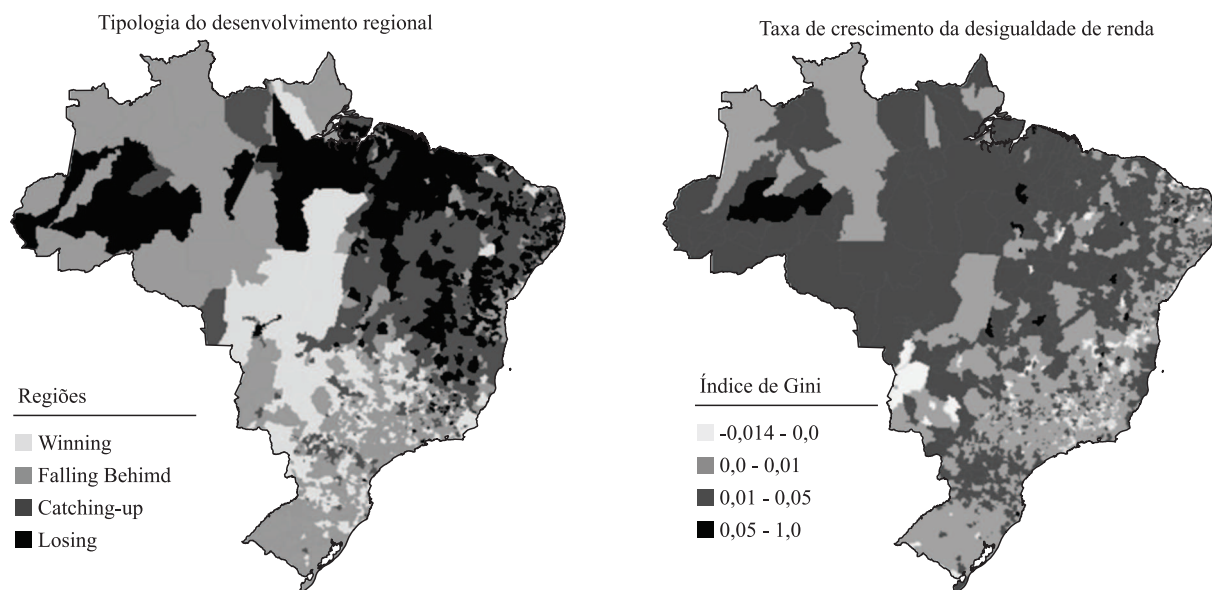 Tipologia do desenvolvimento regional
Regiões
Winning
Falling Behimd
Catching-up
Losing
Taxa de crescimento da desigualdade de renda
Índice de Gini
-0,014 - 0,0
0,0 - 0,01
0,01 - 0,05
0,05 - 1,0